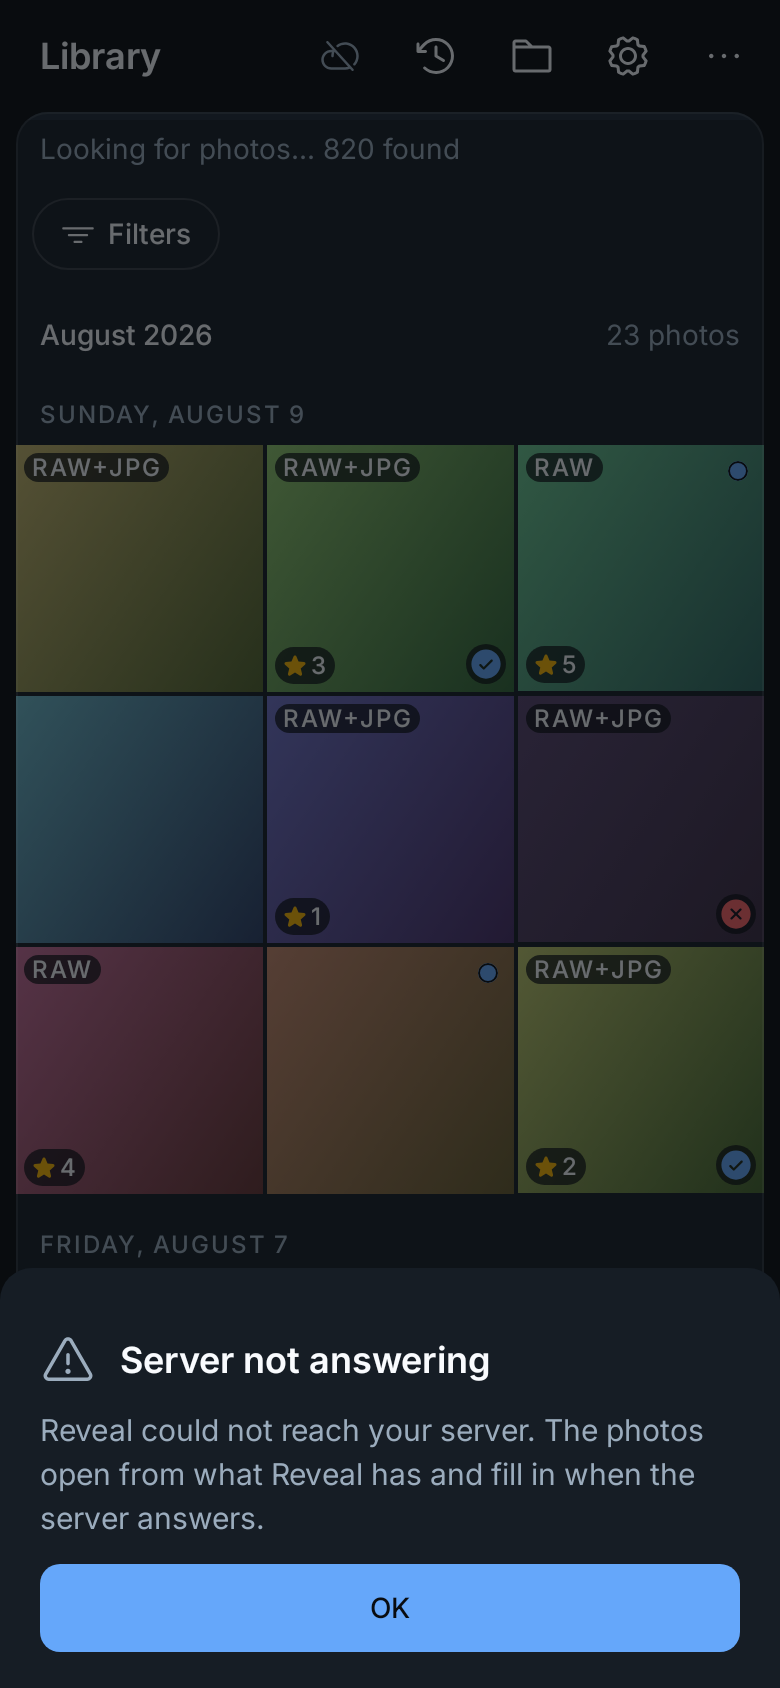 Library
Looking for photos... 820 found
Filters
August 2026
23 photos
SUNDAY, AUGUST 9
RAW+JPG
RAW+JPG
RAW
3
5
RAW+JPG
RAW+JPG
1
RAW
RAW+JPG
4
2
FRIDAY, AUGUST 7
Server not answering
Reveal could not reach your server. The photos
open from what Reveal has and fill in when the
server answers.
OK